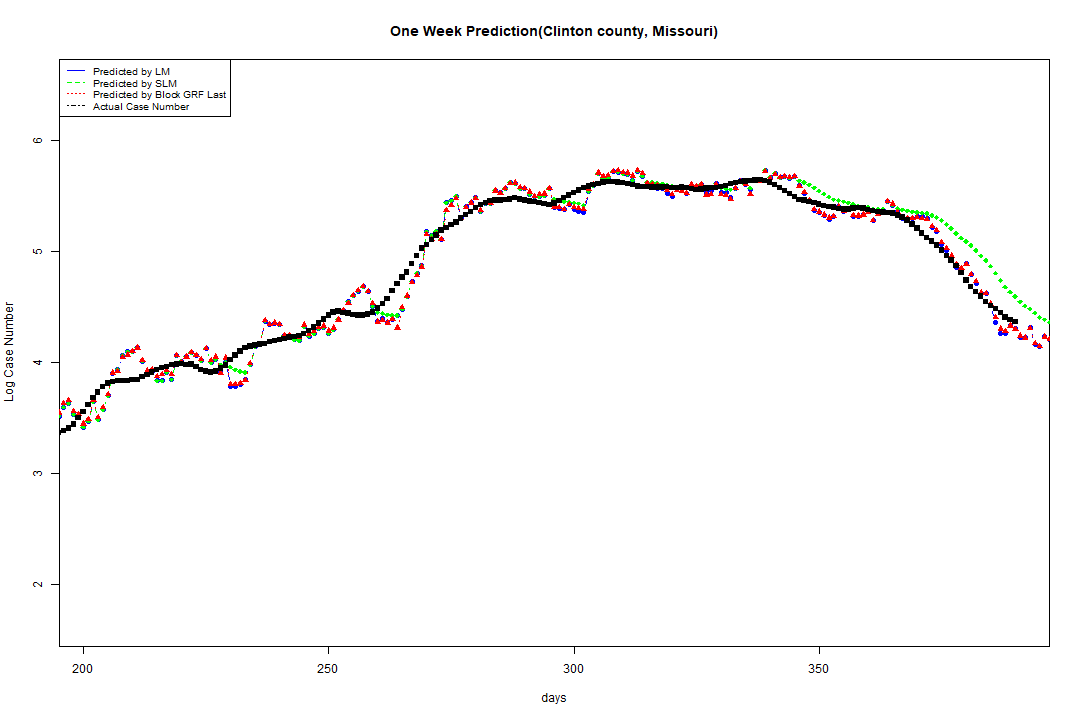 One Week Prediction(Clinton county, Missouri)
Predicted by LM
Predicted by SLM
Predicted by Block GRF Last
Actual Case Number
6
5
4
3
2
Log Case Number
200 250 300 350
days